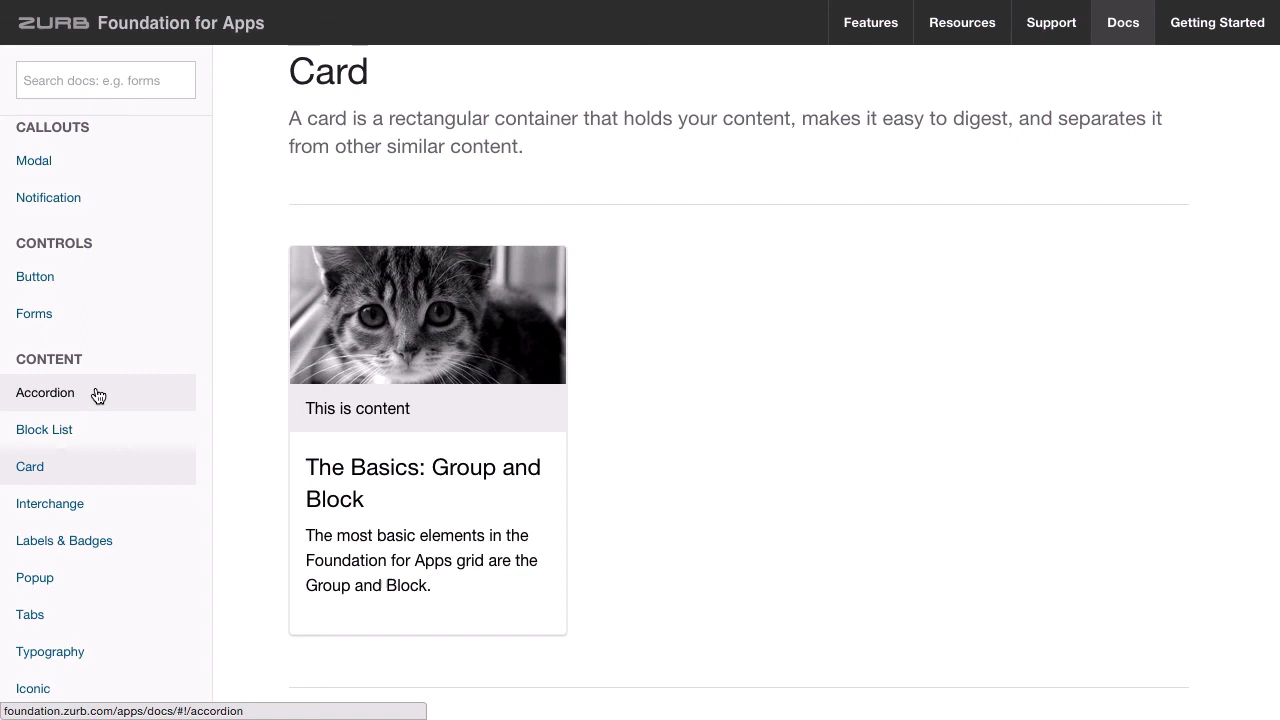 ZURB Foundation for Apps
Features
Resources
Support
Docs
Getting Started
Search docs: e.g. forms
CALLOUTS
Modal
Notification
CONTROLS
Button
Forms
CONTENT
Accordion
Block List
Card
Interchange
Labels & Badges
Popup
Tabs
Typography
Iconic
Card
A card is a rectangular container that holds your content, makes it easy to digest, and separates it
from other similar content.
This is content
The Basics: Group and
Block
The most basic elements in the
Foundation for Apps grid are the
Group and Block.
foundation.zurb.com/apps/docs/#!/accordion